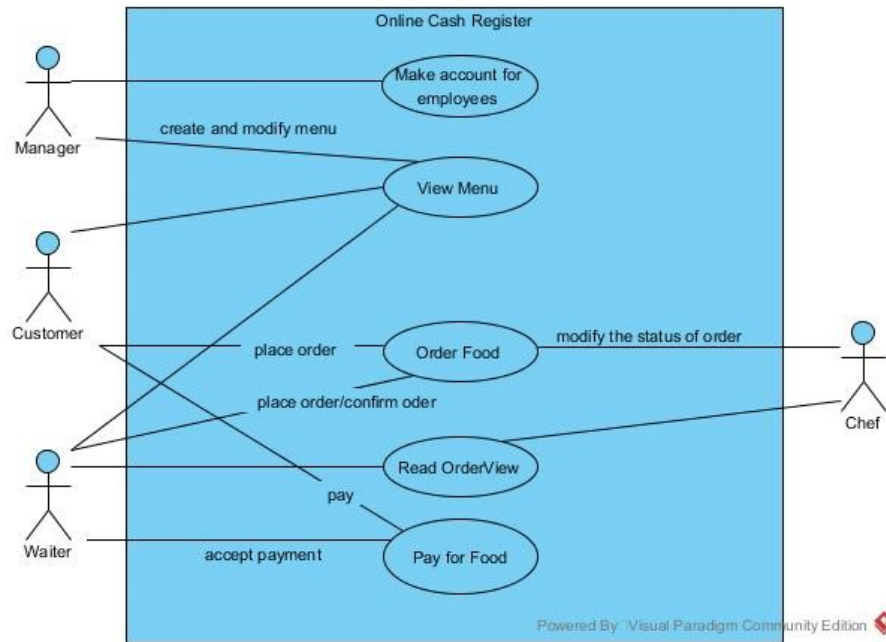 Online Cash Register
Make account for
employees
Manager
create and modify menu
View Menu
Customer
place order
Order Food
modify the status of order
place order/confirm oder
Chef
Read OrderView
pay
Waiter
accept payment
Pay for Food
Powered By Visual Paradigm Community Edition